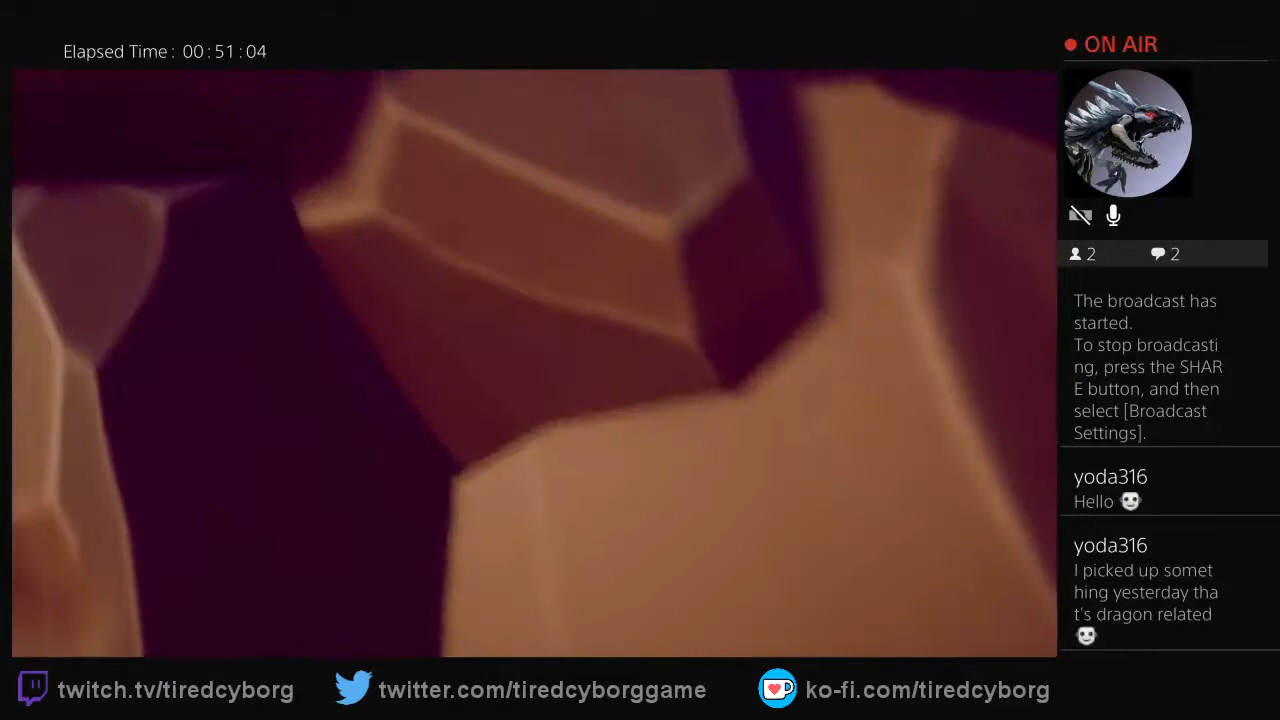 Elapsed Time: 00:51:04
ON AIR
2 2
The broadcast has
started.
To stop broadcasti
ng, press the SHAR
E button, and then
select [Broadcast
Settings].
yoda316
Hello
yoda316
I picked up somet
hing yesterday tha
t's dragon related
twitch.tv/tiredcyborg twitter.com/tiredcyborggame ko-fi.com/tiredcyborg